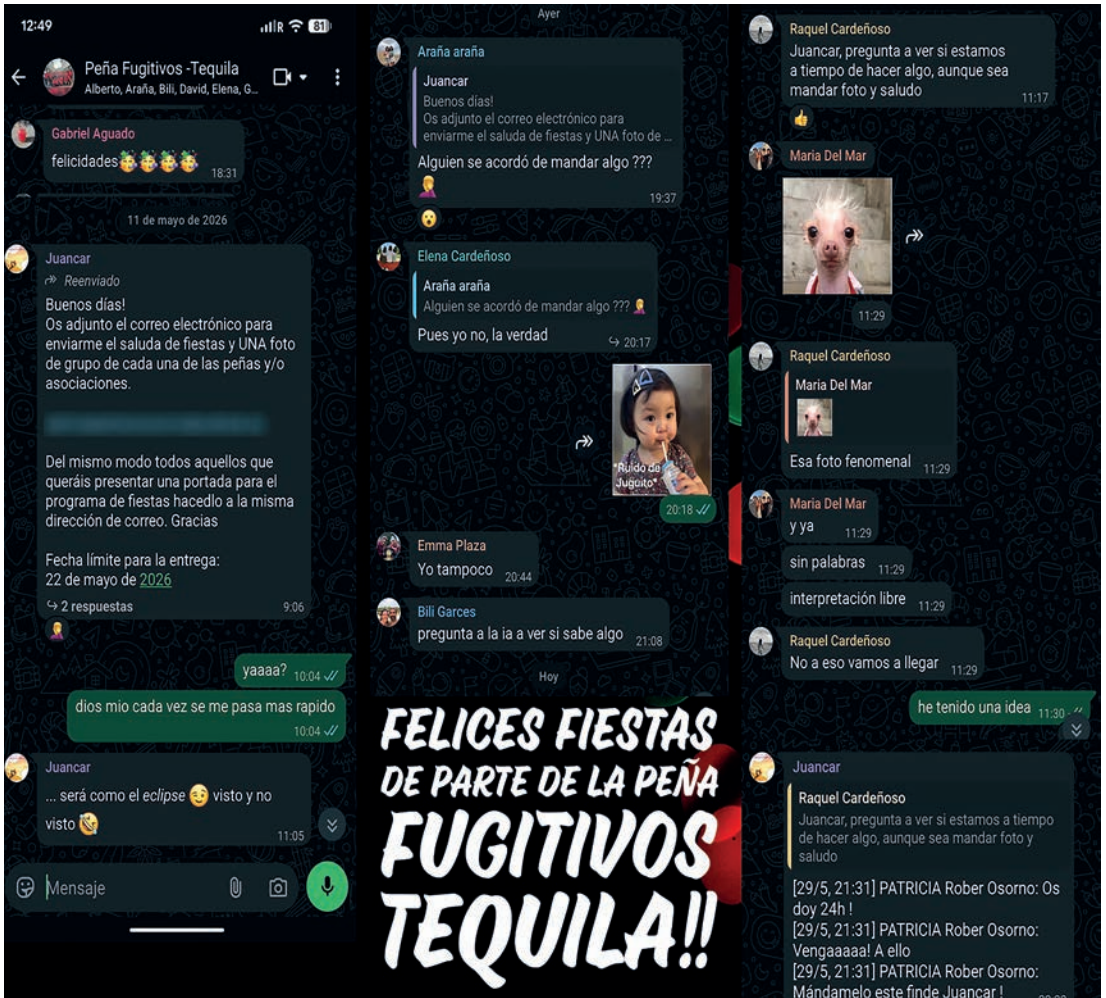 12:49
R
81
Peña Fugitivos -Tequila
Alberto, Araña, Bili, David, Elena, G...
Gabriel Aguado
felicidades🥳🥳🥳🥳
18:31
11 de mayo de 2026
Juancar
Reenviado
Buenos días!
Os adjunto el correo electrónico para
enviarme el saluda de fiestas y UNA foto
de grupo de cada una de las peñas y/o
asociaciones.
Del mismo modo todos aquellos que
queráis presentar una portada para el
programa de fiestas hacedlo a la misma
dirección de correo. Gracias
Fecha límite para la entrega:
22 de mayo de 2026
2 respuestas 9:06
yaaaa? 10:04
dios mio cada vez se me pasa mas rapido
10:04
Juancar
... será como el eclipse 😉 visto y no
visto 🤣
11:05
Mensaje
Ayer
Araña araña
Juancar
Buenos días!
Os adjunto el correo electrónico para
enviarme el saluda de fiestas y UNA foto de ...
Alguien se acordó de mandar algo ???
🤦‍♀️
19:37
Elena Cardeñoso
Araña araña
Alguien se acordó de mandar algo ??? 🤦‍♀️
Pues yo no, la verdad
20:17
*Ruido de
Juguito*
20:18
Emma Plaza
Yo tampoco 20:44
Bili Garces
pregunta a la ia a ver si sabe algo 21:08
Hoy
FELICES FIESTAS
DE PARTE DE LA PEÑA
FUGITIVOS
TEQUILA!!
Raquel Cardeñoso
Juancar, pregunta a ver si estamos
a tiempo de hacer algo, aunque sea
mandar foto y saludo
11:17
Maria Del Mar
11:29
Raquel Cardeñoso
Maria Del Mar
Esa foto fenomenal 11:29
Maria Del Mar
y ya 11:29
sin palabras 11:29
interpretación libre 11:29
Raquel Cardeñoso
No a eso vamos a llegar 11:29
he tenido una idea 11:30
Juancar
Raquel Cardeñoso
Juancar, pregunta a ver si estamos a tiempo
de hacer algo, aunque sea mandar foto y
saludo
[29/5, 21:31] PATRICIA Rober Osorno: Os
doy 24h !
[29/5, 21:31] PATRICIA Rober Osorno:
Vengaaaaa! A ello
[29/5, 21:31] PATRICIA Rober Osorno:
Mándamelo este finde Juancar !